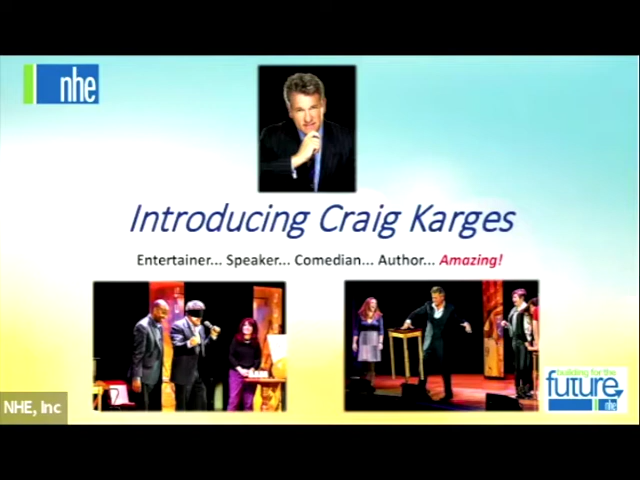 nhe
Introducing Craig Karges
Entertainer... Speaker... Comedian... Author... Amazing!
building for the
future
nhe
NHE, Inc